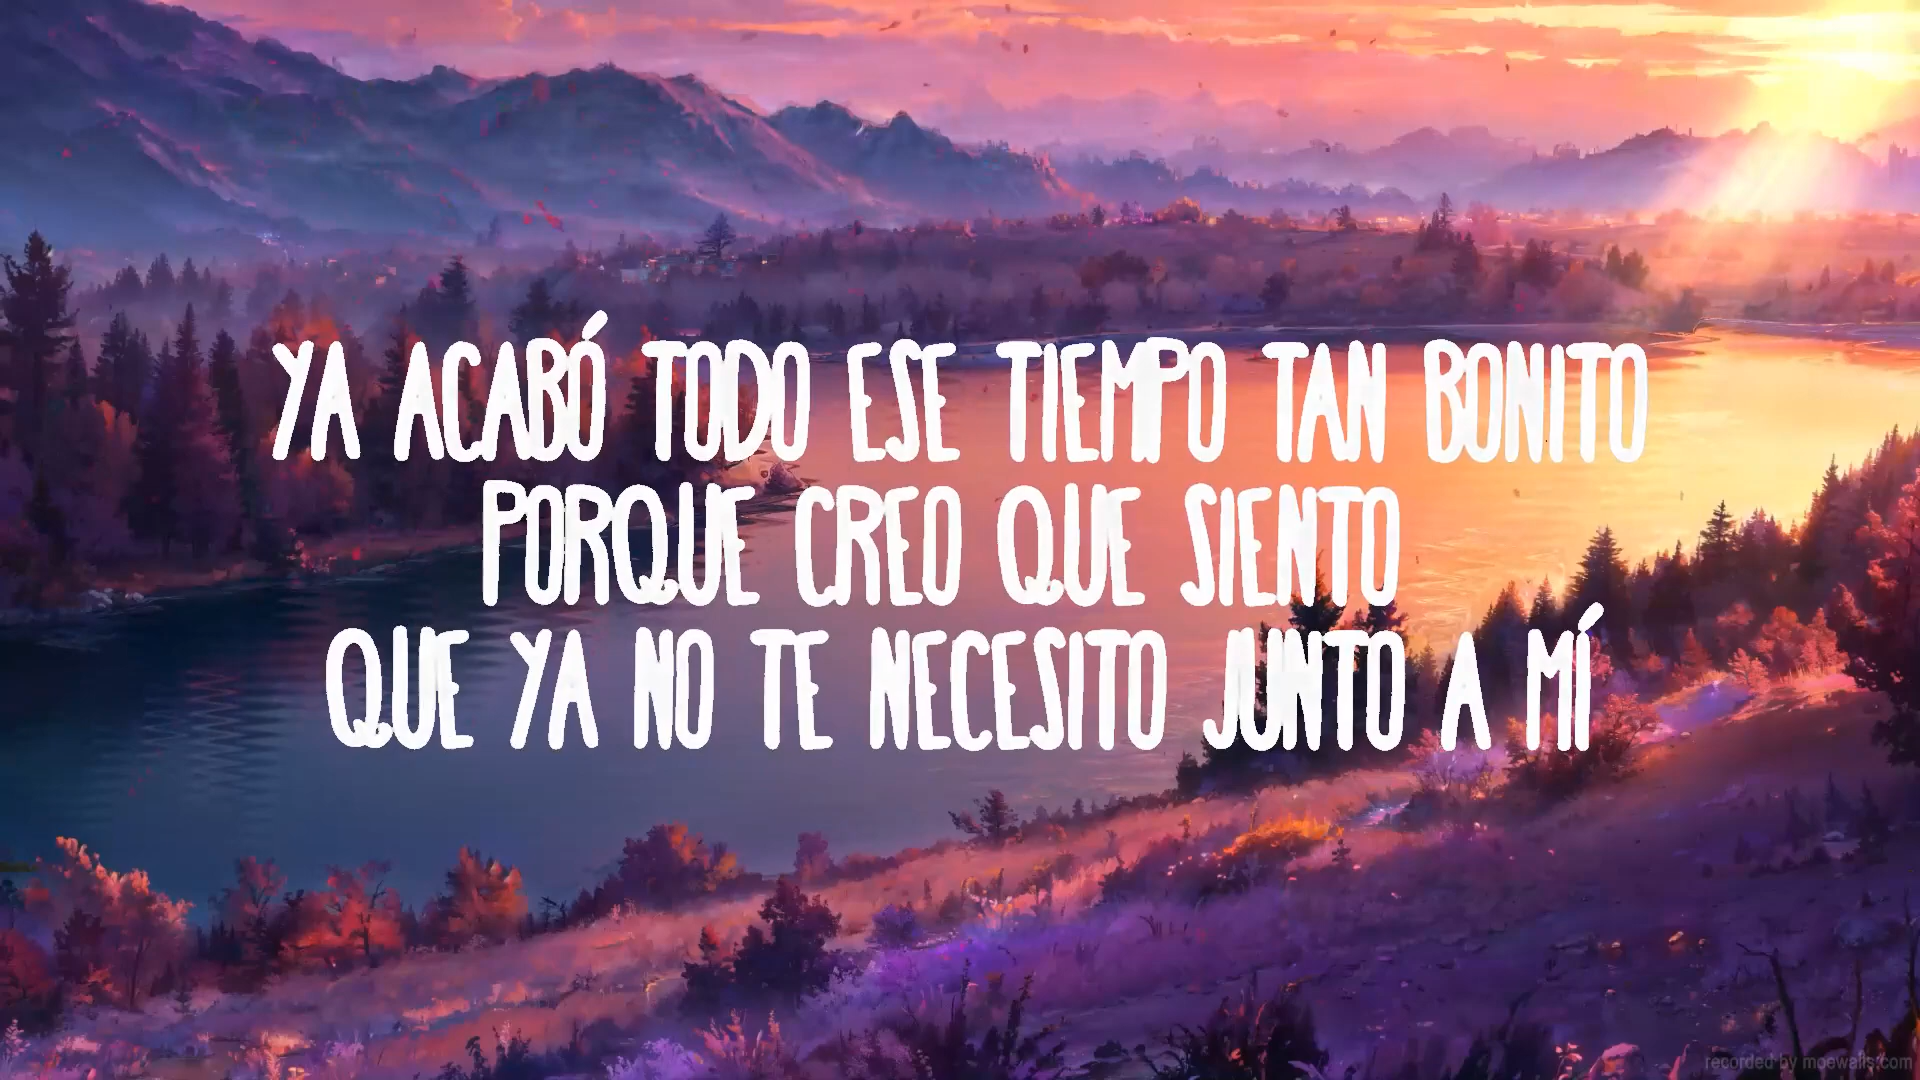 YA ACABÓ TODO ESE TIEMPO TAN BONITO
PORQUE CREO QUE SIENTO
QUE YA NO TE NECESITO JUNTO A MÍ
recorded by moewalls.com